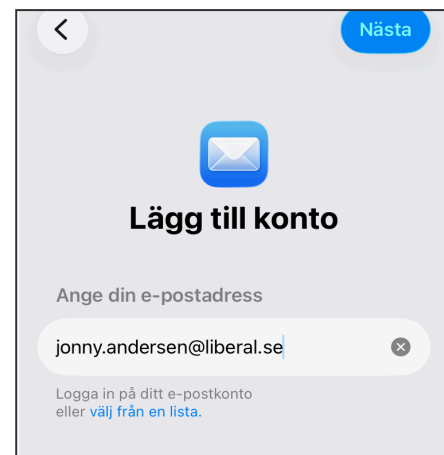 Nästa
Lägg till konto
Ange din e-postadress
jonny.andersen@liberal.se
Logga in på ditt e-postkonto
eller välj från en lista.